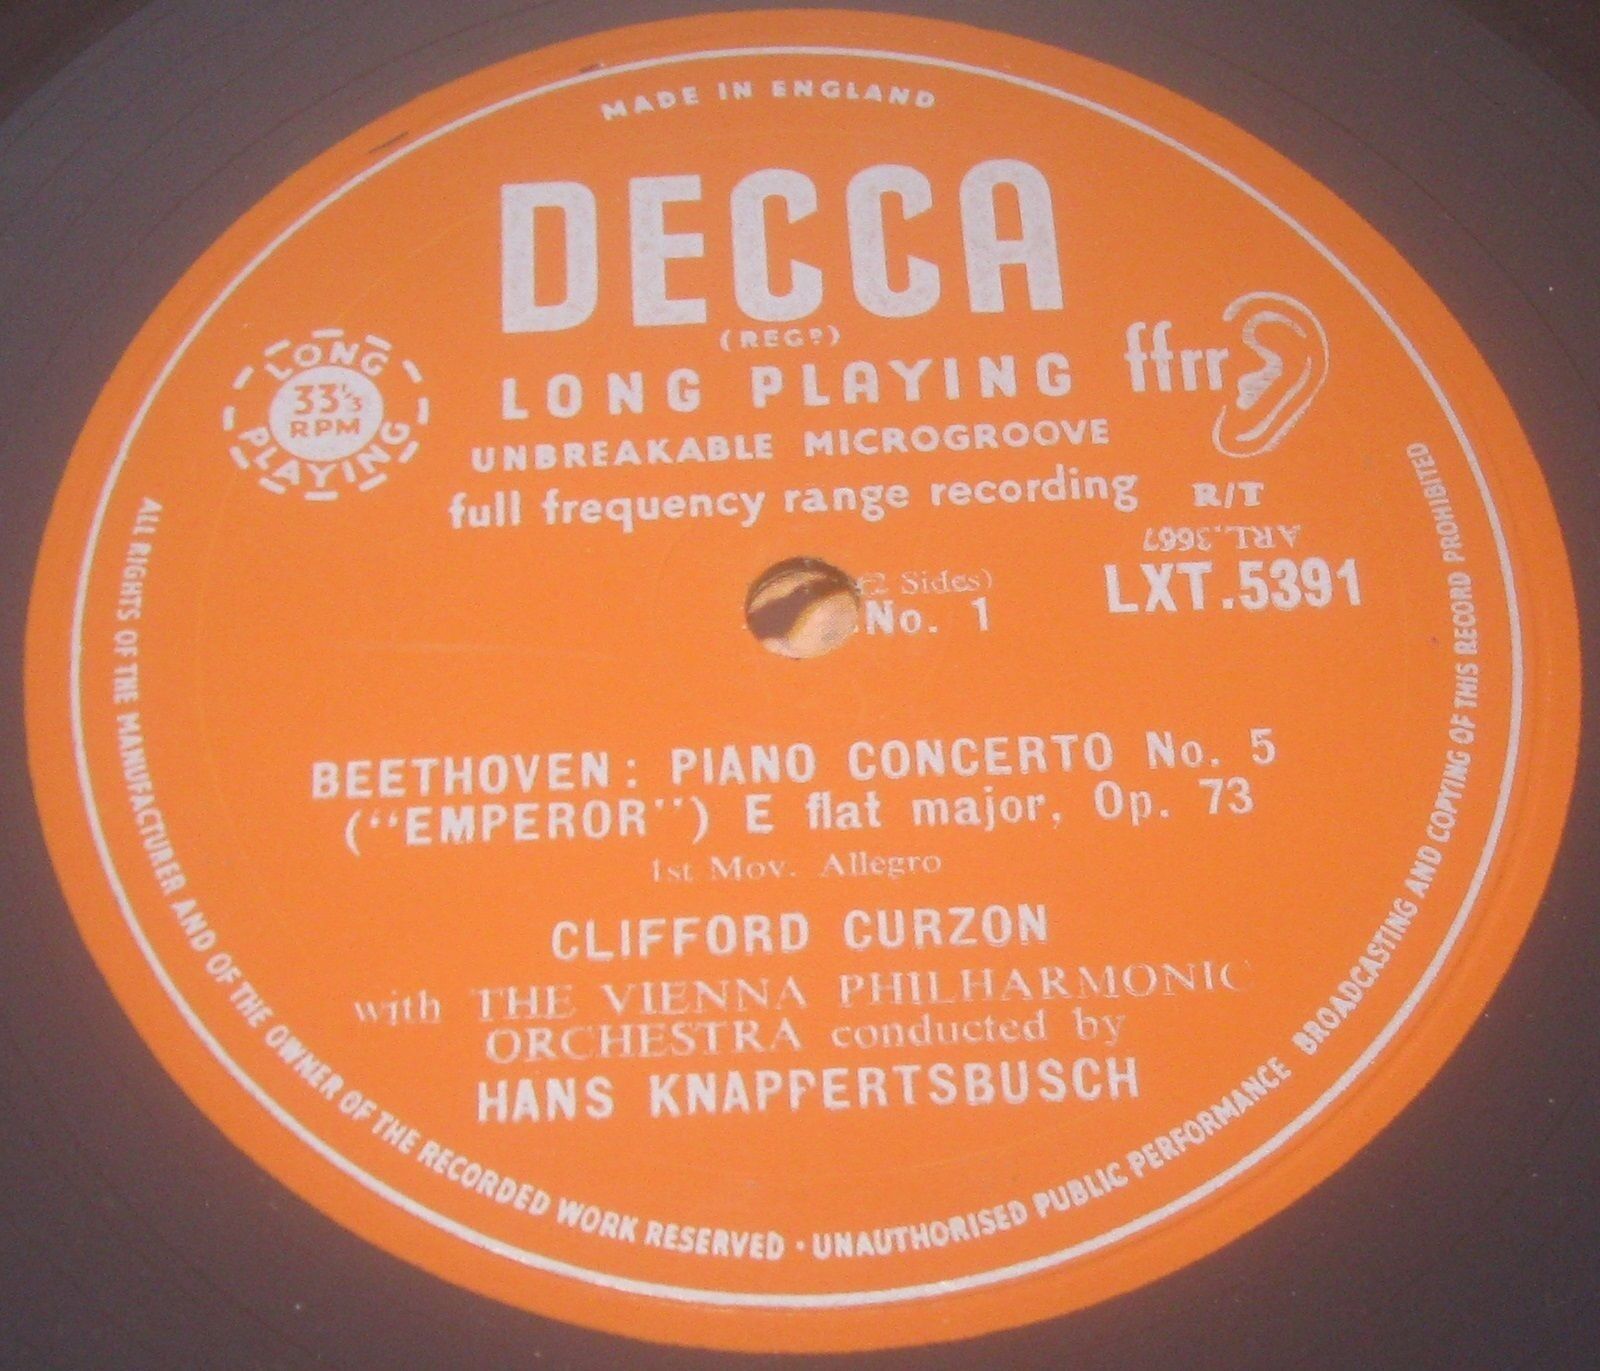 MADE IN ENGLAND
DECCA
(REGD)
LONG PLAYING
33⅓
RPM
LONG PLAYING
ffrr
UNBREAKABLE MICROGROOVE
full frequency range recording
R/T
ARL.3667
LXT.5391
2 Sides)
No. 1
BEETHOVEN: PIANO CONCERTO No. 5
("EMPEROR") E flat major, Op. 73
1st Mov. Allegro
CLIFFORD CURZON
with THE VIENNA PHILHARMONIC
ORCHESTRA conducted by
HANS KNAPPERTSBUSCH
ALL RIGHTS OF THE MANUFACTURER AND OF THE OWNER OF THE RECORDED WORK RESERVED · UNAUTHORISED PUBLIC PERFORMANCE BROADCASTING AND COPYING OF THIS RECORD PROHIBITED